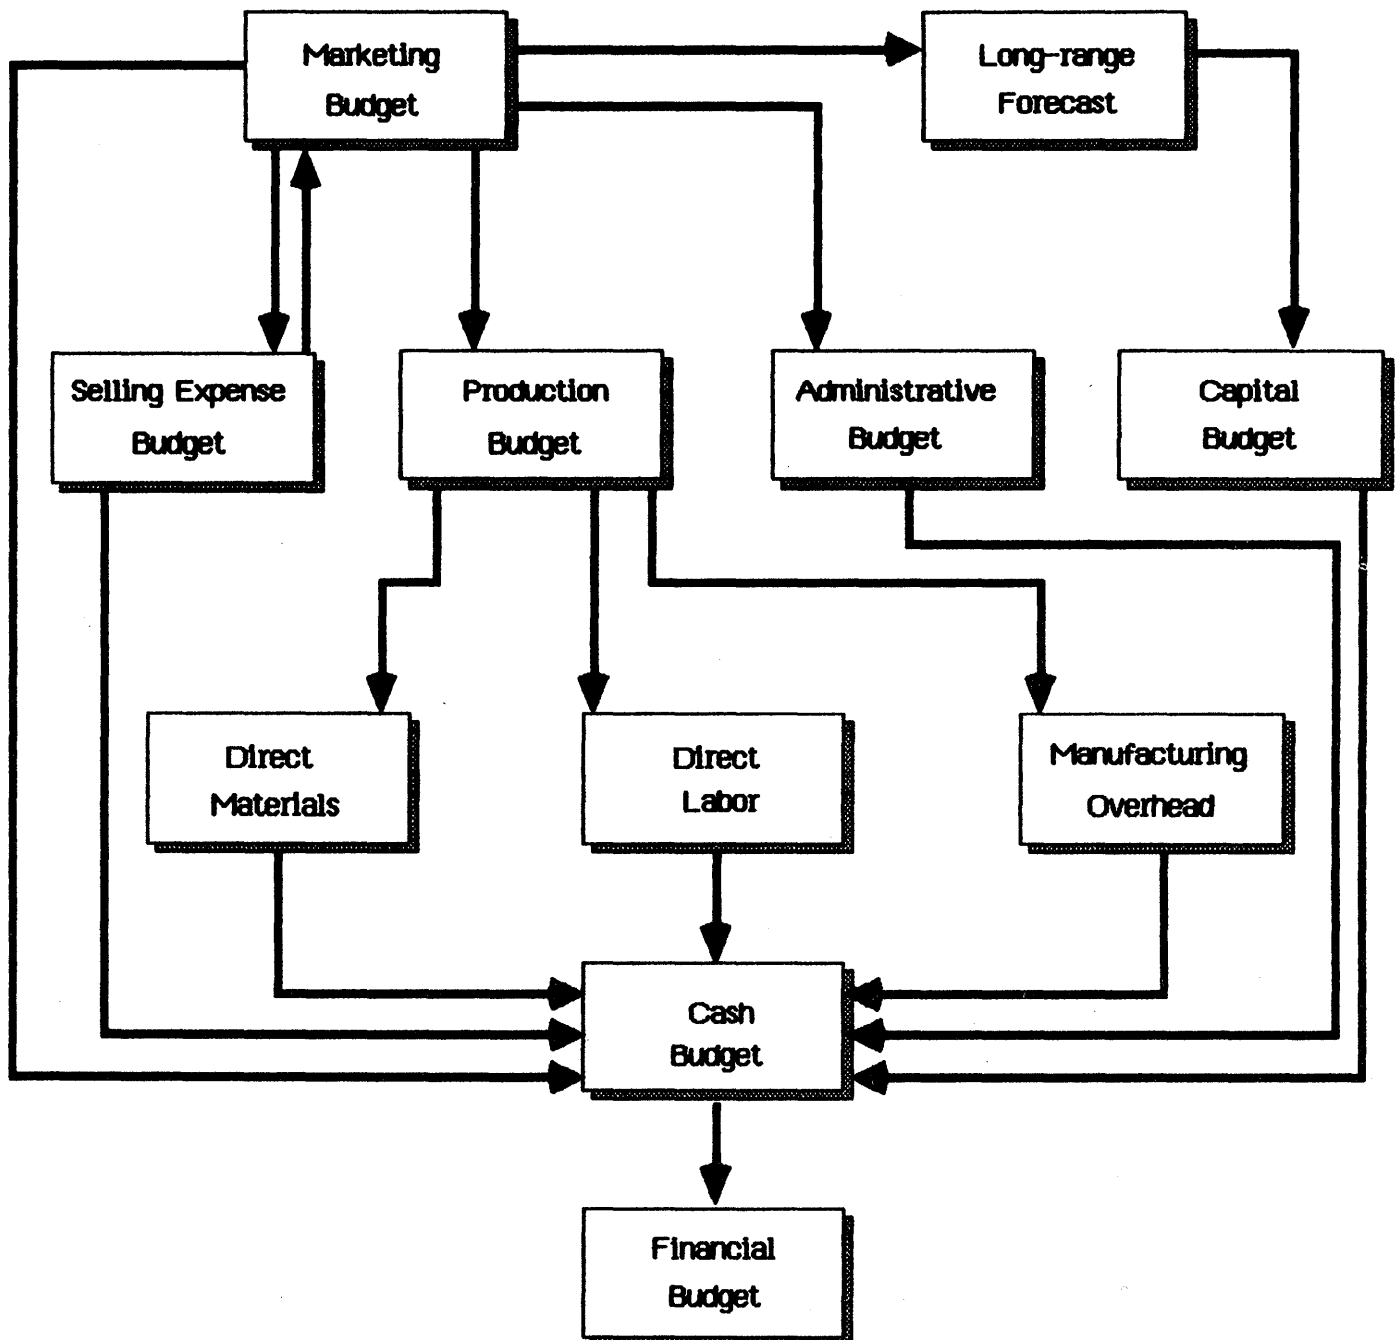 Marketing
Budget
Long-range
Forecast
Selling Expense
Budget
Production
Budget
Administrative
Budget
Capital
Budget
Direct
Materials
Direct
Labor
Manufacturing
Overhead
Cash
Budget
Financial
Budget